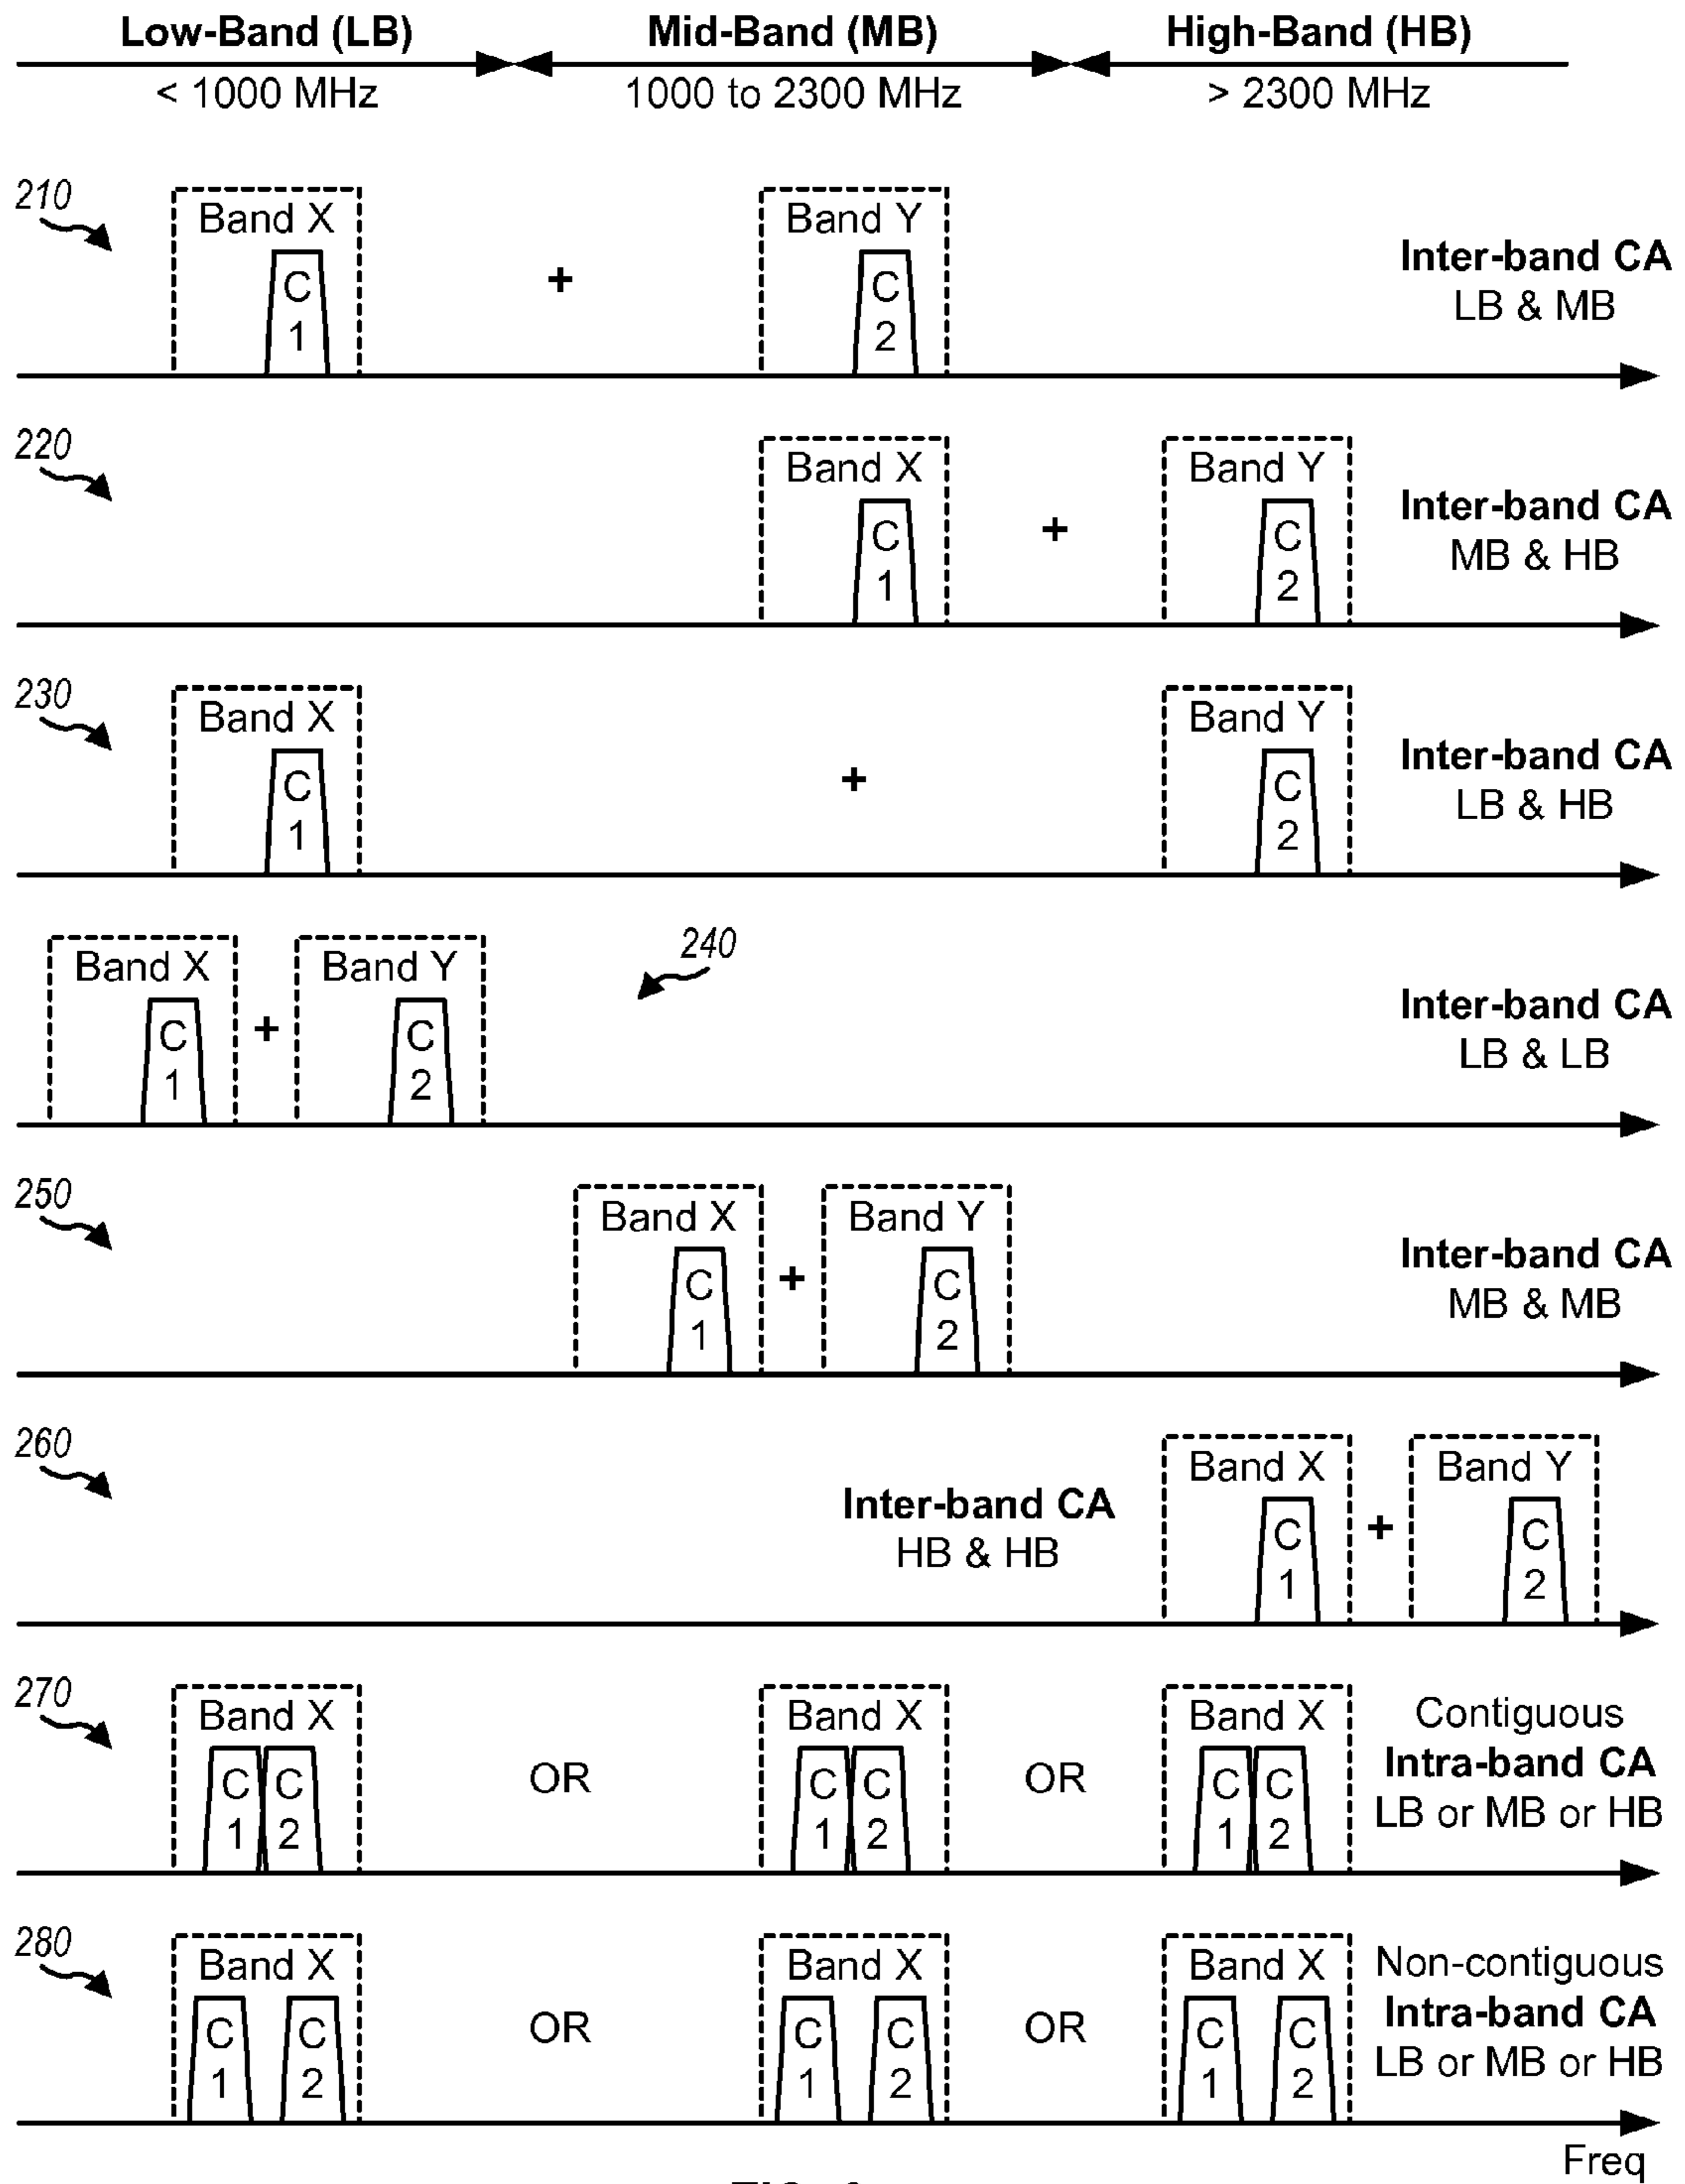 Low-Band (LB) Mid-Band (MB) High-Band (HB)
< 1000 MHz 1000 to 2300 MHz > 2300 MHz
210
Band X Band Y
C C
1 2
+
Inter-band CA
LB & MB
220
Band X Band Y
C C
1 2
+
Inter-band CA
MB & HB
230
Band X Band Y
C C
1 2
+
Inter-band CA
LB & HB
240
Band X Band Y
C C
1 2
+
Inter-band CA
LB & LB
250
Band X Band Y
C C
1 2
+
Inter-band CA
MB & MB
260
Inter-band CA
HB & HB
Band X Band Y
C C
1 2
+
270
Band X Band X Band X
C C C C C C
1 2 1 2 1 2
OR OR
Contiguous
Intra-band CA
LB or MB or HB
280
Band X Band X Band X
C C C C C C
1 2 1 2 1 2
OR OR
Non-contiguous
Intra-band CA
LB or MB or HB
Freq